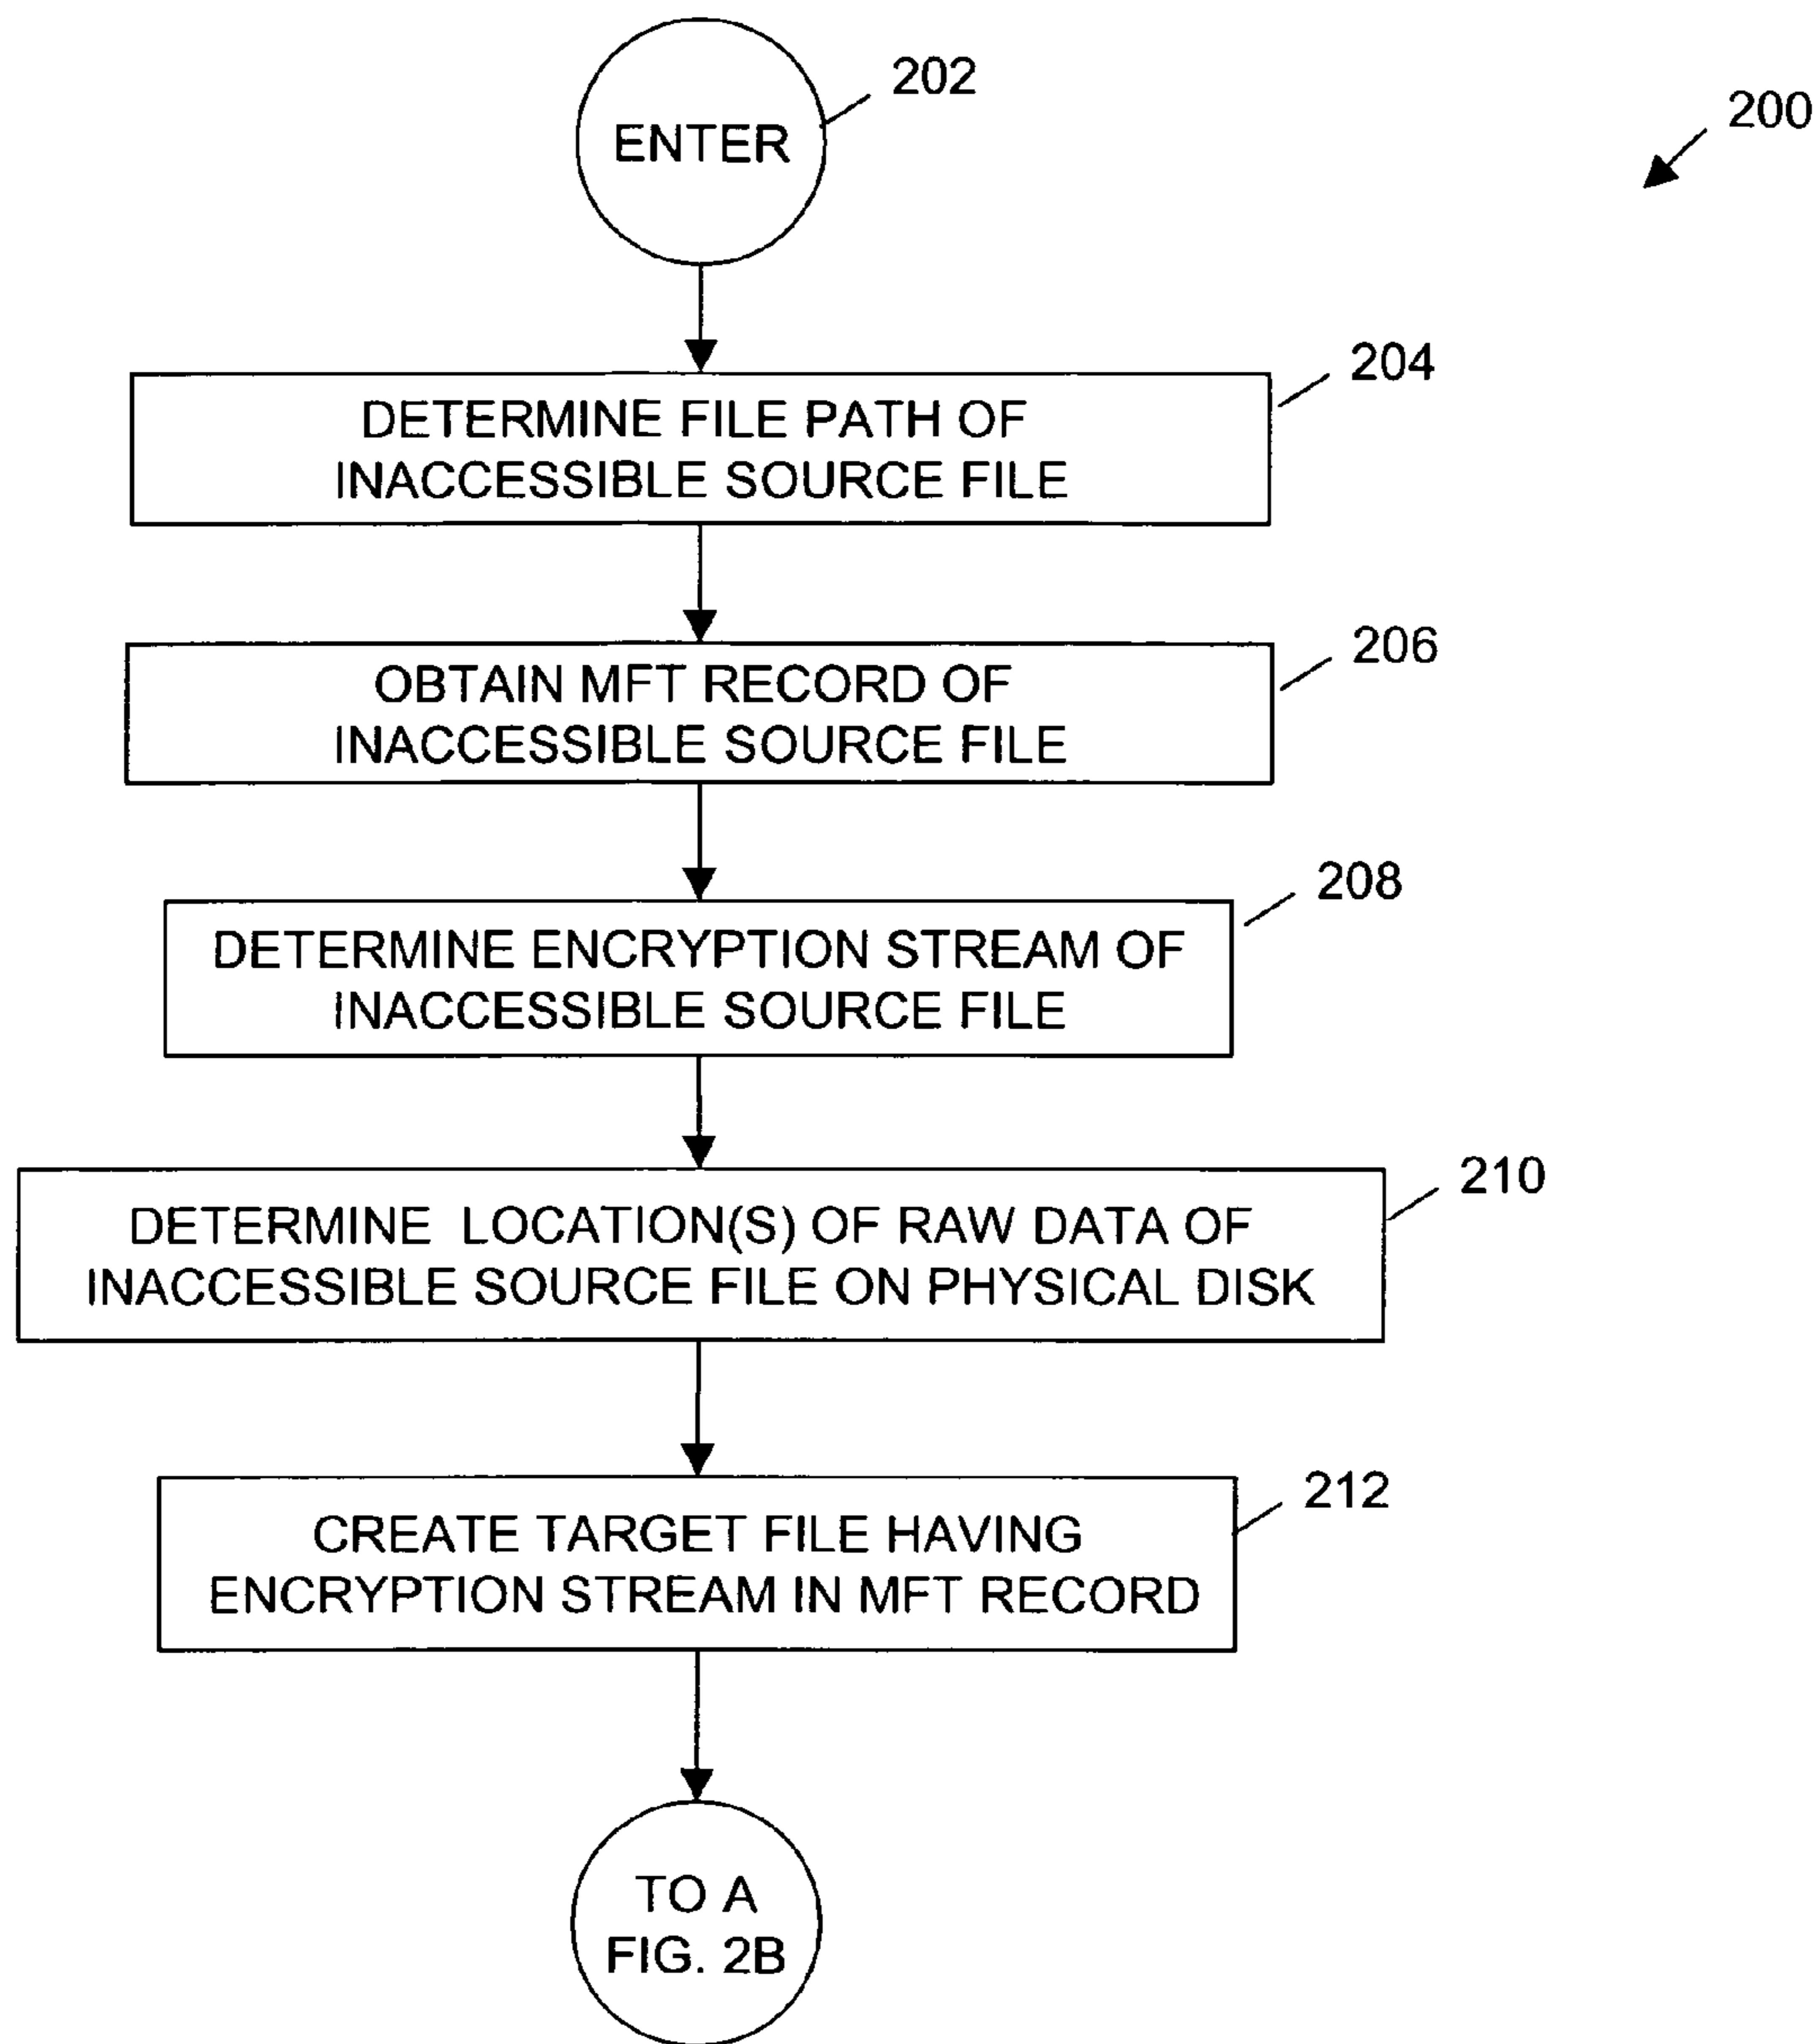 202
ENTER
200
204
DETERMINE FILE PATH OF
INACCESSIBLE SOURCE FILE
206
OBTAIN MFT RECORD OF
INACCESSIBLE SOURCE FILE
208
DETERMINE ENCRYPTION STREAM OF
INACCESSIBLE SOURCE FILE
210
DETERMINE LOCATION(S) OF RAW DATA OF
INACCESSIBLE SOURCE FILE ON PHYSICAL DISK
212
CREATE TARGET FILE HAVING
ENCRYPTION STREAM IN MFT RECORD
TO A
FIG. 2B